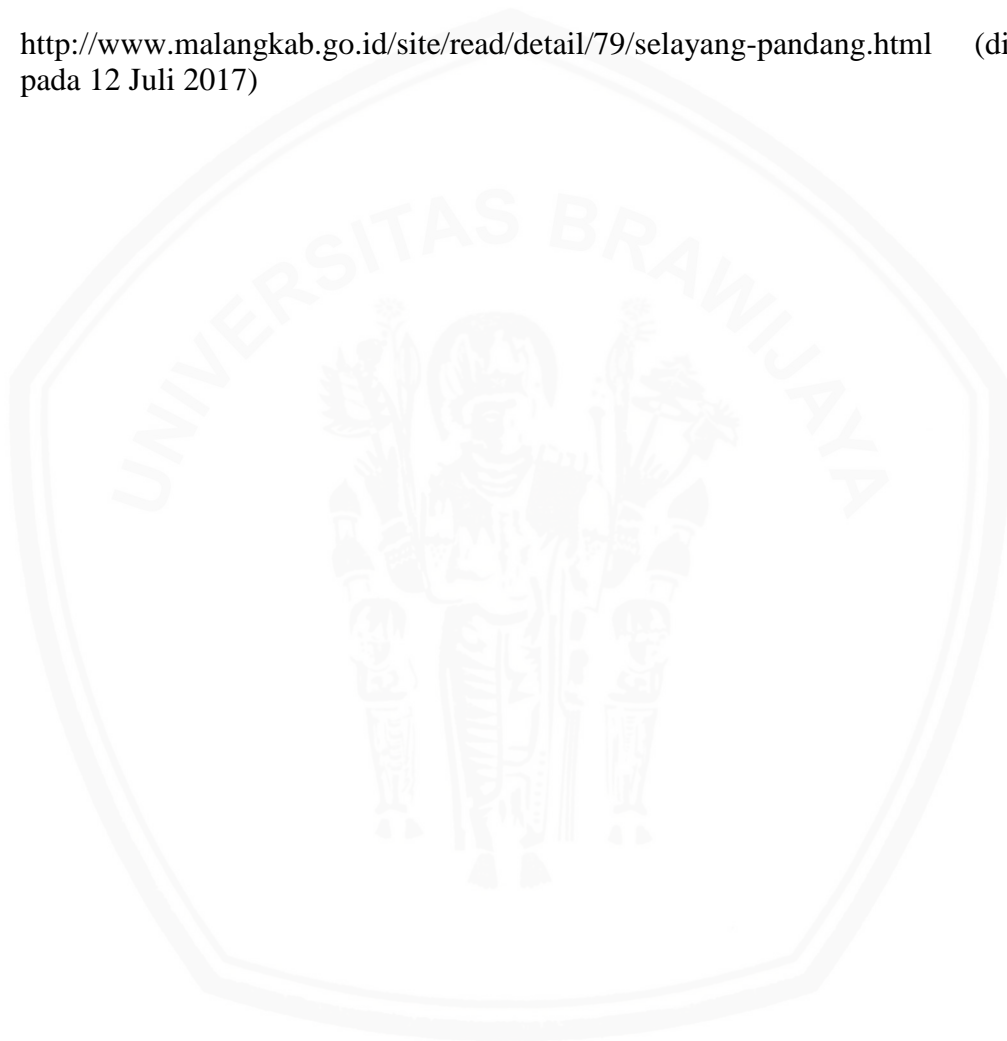 http://www.malangkab.go.id/site/read/detail/79/selayang-pandang.html (di
pada 12 Juli 2017)
UNIVERSITAS BRAWIJAYA